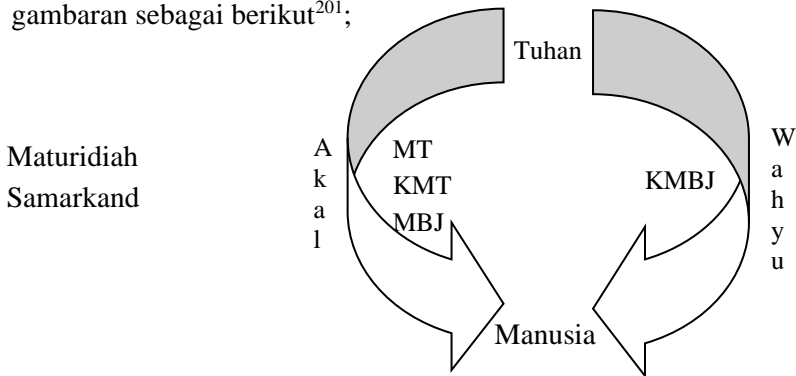 gambaran sebagai berikut²⁰¹;
Tuhan
Maturidiah
Samarkand
A
k
a
l
MT
KMT
MBJ
KMBJ
W
a
h
y
u
Manusia